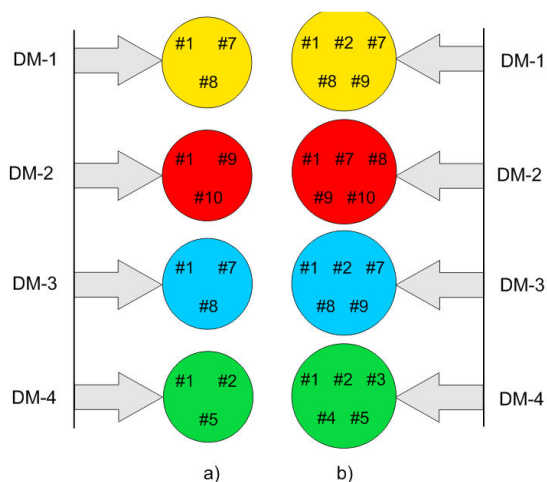 #1 #7 #1 #2 #7
DM-1 DM-1
#8 #8 #9
#1 #9 #1 #7 #8
DM-2 DM-2
#10 #9 #10
#1 #7 #1 #2 #7
DM-3 DM-3
#8 #8 #9
#1 #2 #1 #2 #3
DM-4 DM-4
#5 #4 #5
a) b)